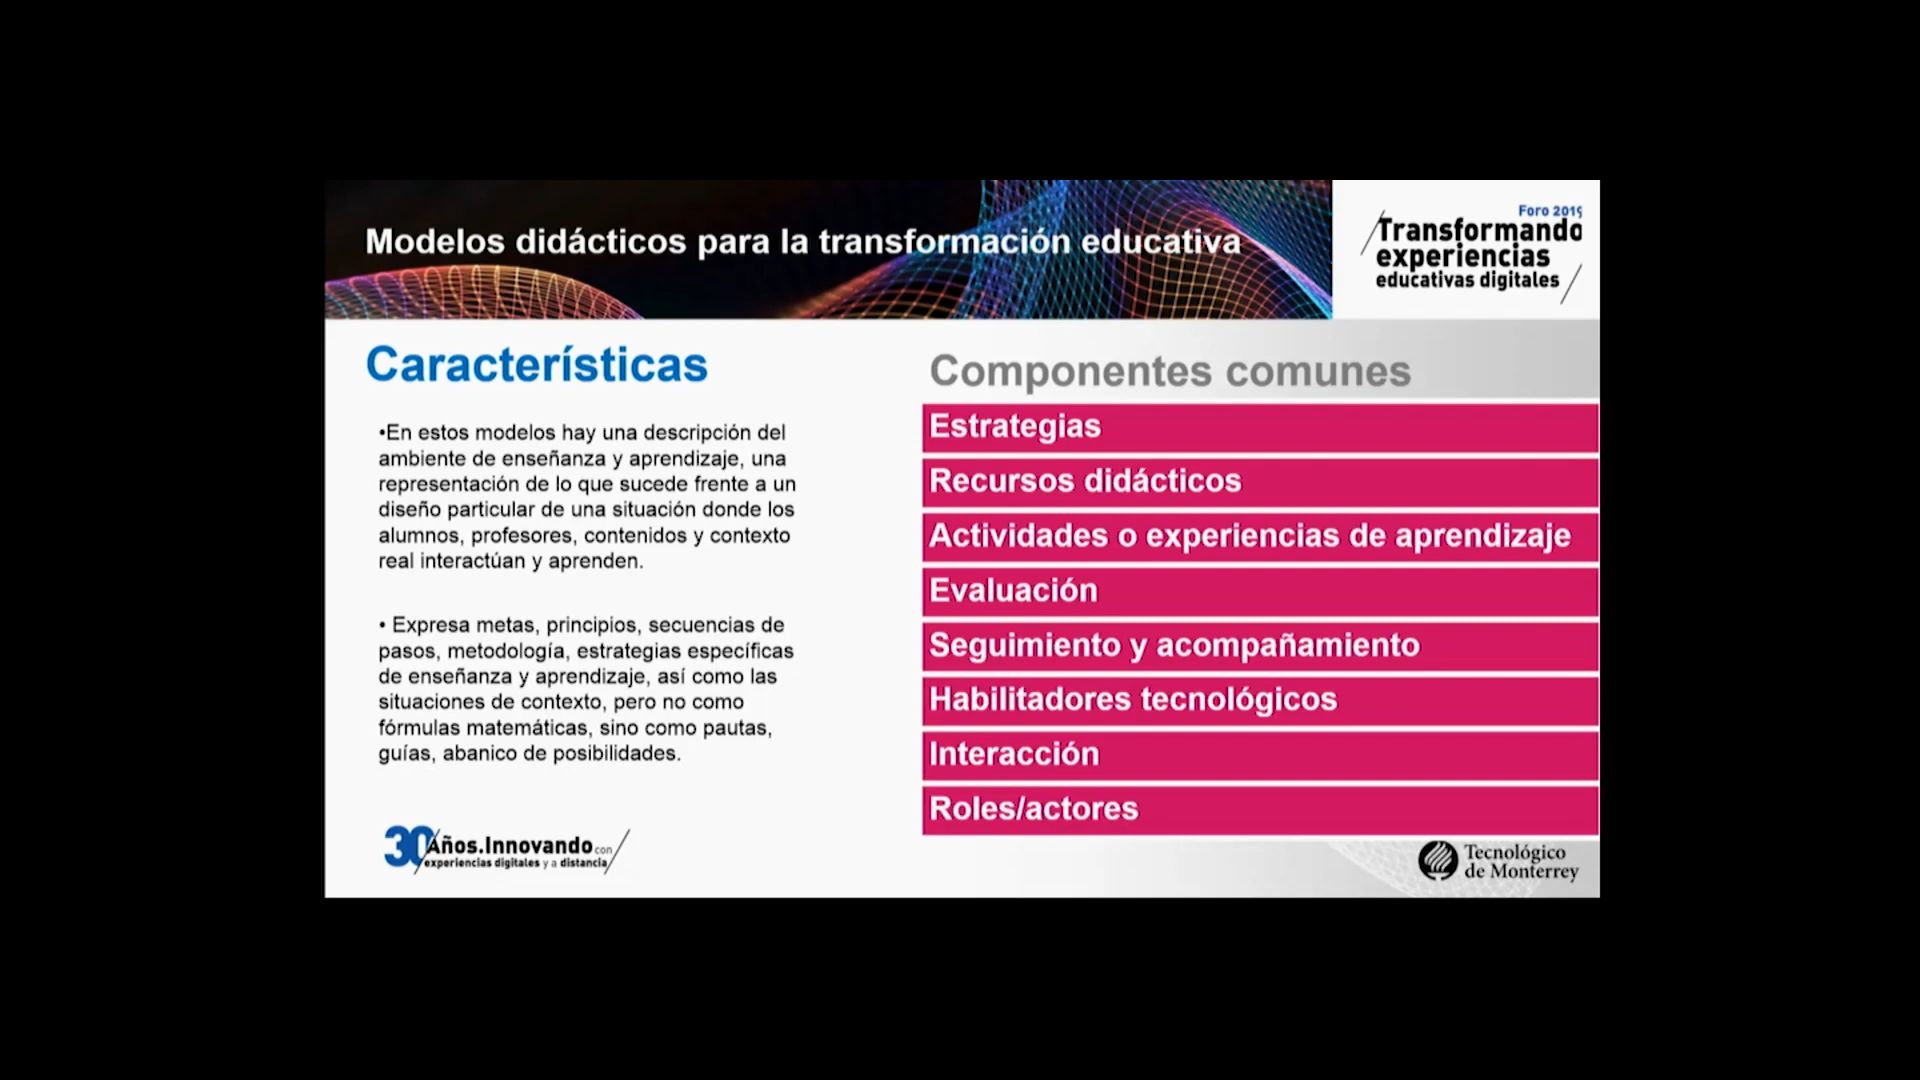 Modelos didácticos para la transformación educativa
Foro 2019
Transformando
experiencias
educativas digitales
Características
•En estos modelos hay una descripción del
ambiente de enseñanza y aprendizaje, una
representación de lo que sucede frente a un
diseño particular de una situación donde los
alumnos, profesores, contenidos y contexto
real interactúan y aprenden.
• Expresa metas, principios, secuencias de
pasos, metodología, estrategias específicas
de enseñanza y aprendizaje, así como las
situaciones de contexto, pero no como
fórmulas matemáticas, sino como pautas,
guías, abanico de posibilidades.
Componentes comunes
Estrategias
Recursos didácticos
Actividades o experiencias de aprendizaje
Evaluación
Seguimiento y acompañamiento
Habilitadores tecnológicos
Interacción
Roles/actores
30 Años.Innovando con
experiencias digitales y a distancia
Tecnológico
de Monterrey